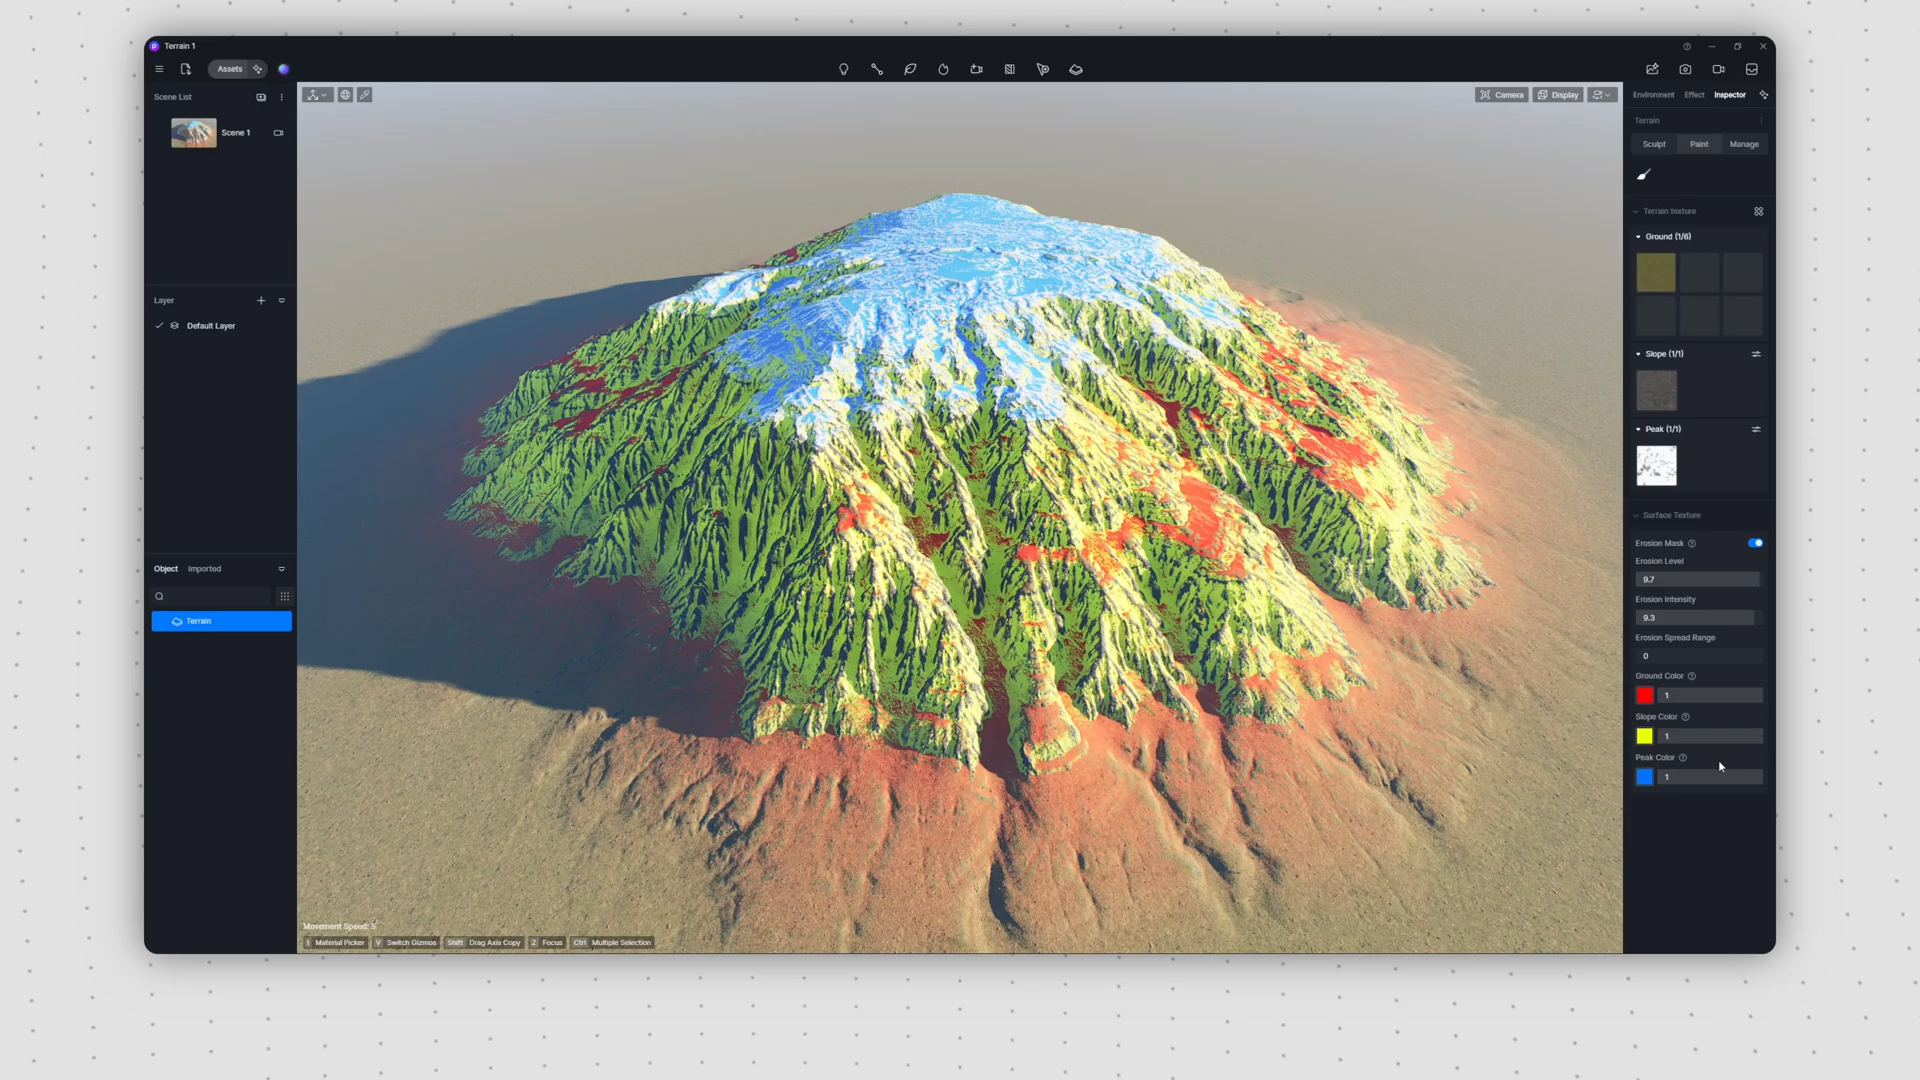 Terrain 1
Assets
Scene List
Scene 1
Layer
Default Layer
Object Imported
Terrain
Camera Display
Movement Speed: 5
I Material Picker V Switch Gizmos Shift Drag Axis Copy Z Focus Ctrl Multiple Selection
Environment Effect Inspector
Terrain
Sculpt Paint Manage
Terrain texture
Ground (1/6)
Slope (1/1)
Peak (1/1)
Surface Texture
Erosion Mask
Erosion Level
9.7
Erosion Intensity
9.3
Erosion Spread Range
0
Ground Color
1
Slope Color
1
Peak Color
1